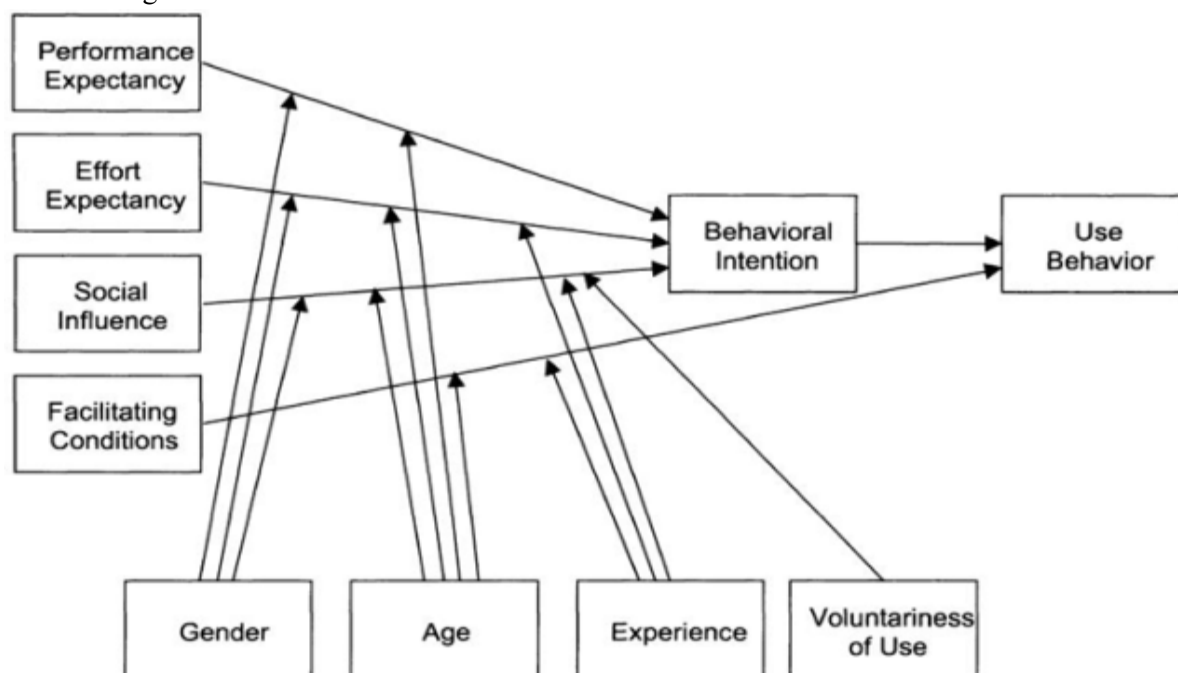 Performance
Expectancy
Effort
Expectancy
Social
Influence
Facilitating
Conditions
Behavioral
Intention
Use
Behavior
Gender
Age
Experience
Voluntariness
of Use